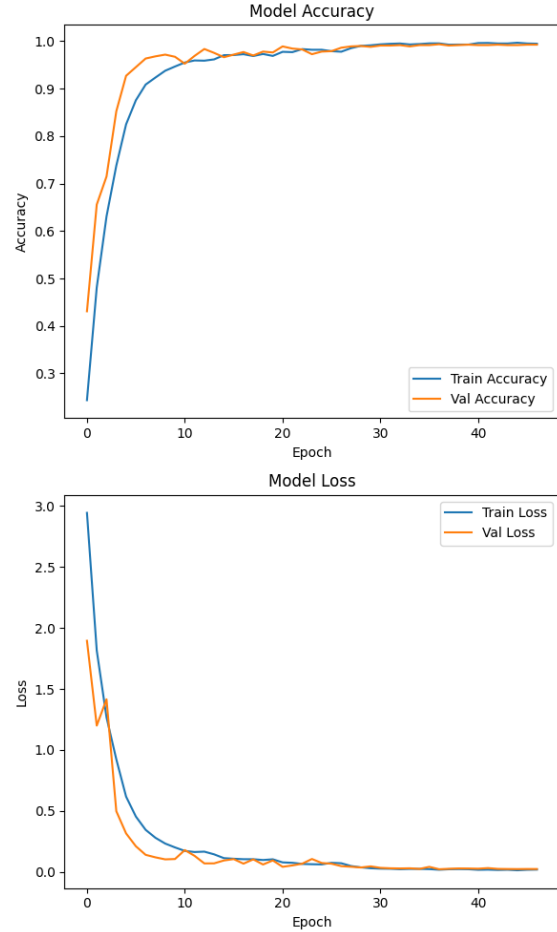 Model Accuracy
1.0
0.9
0.8
0.7
0.6
0.5
0.4
0.3
Accuracy
Train Accuracy
Val Accuracy
0 10 20 30 40
Epoch
Model Loss
3.0
2.5
2.0
1.5
1.0
0.5
0.0
Loss
Train Loss
Val Loss
0 10 20 30 40
Epoch